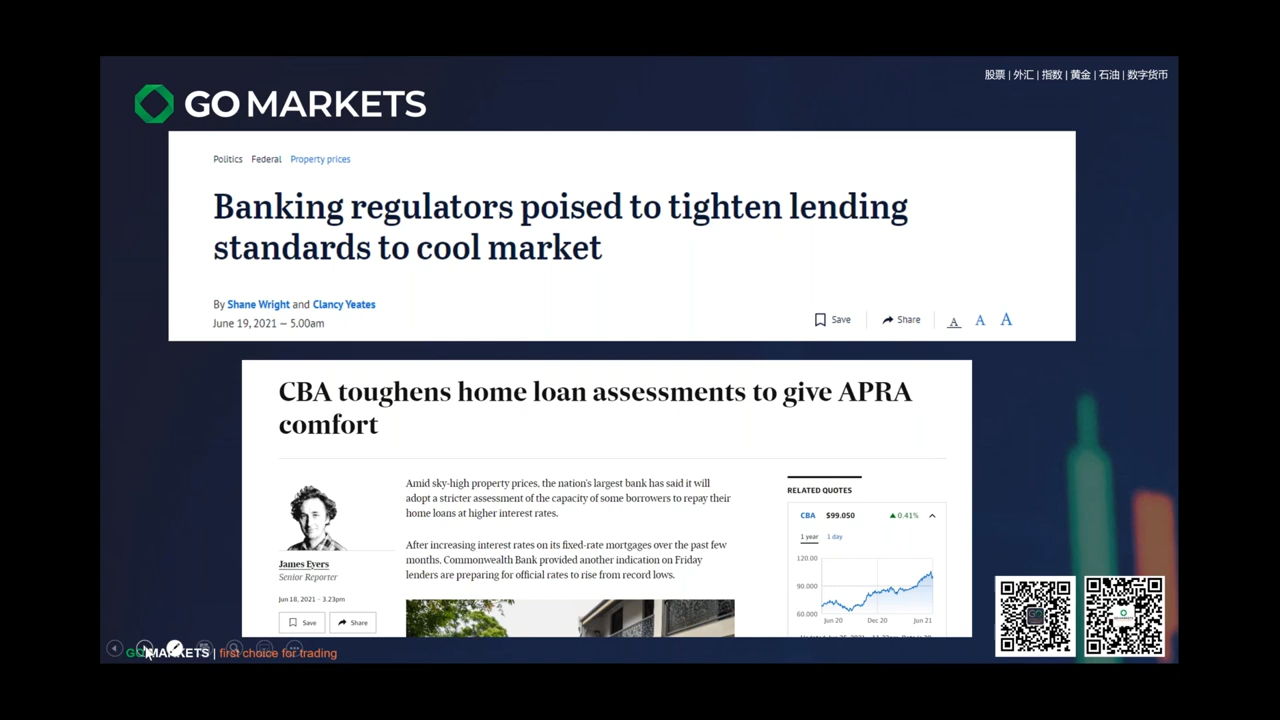 股票 | 外汇 | 指数 | 黄金 | 石油 | 数字货币
GO MARKETS
Politics Federal Property prices
Banking regulators poised to tighten lending
standards to cool market
By Shane Wright and Clancy Yeates
June 19, 2021 — 5.00am
Save Share A A A
CBA toughens home loan assessments to give APRA
comfort
Amid sky-high property prices, the nation's largest bank has said it will
adopt a stricter assessment of the capacity of some borrowers to repay their
home loans at higher interest rates.
After increasing interest rates on its fixed-rate mortgages over the past few
months, Commonwealth Bank provided another indication on Friday
lenders are preparing for official rates to rise from record lows.
James Eyers
Senior Reporter
Jun 18, 2021 – 3.23pm
Save Share
RELATED QUOTES
CBA $99.050 0.41%
1 year 1 day
120.00
90.000
60.000
Jun 20 Dec 20 Jun 21
GO MARKETS | first choice for trading